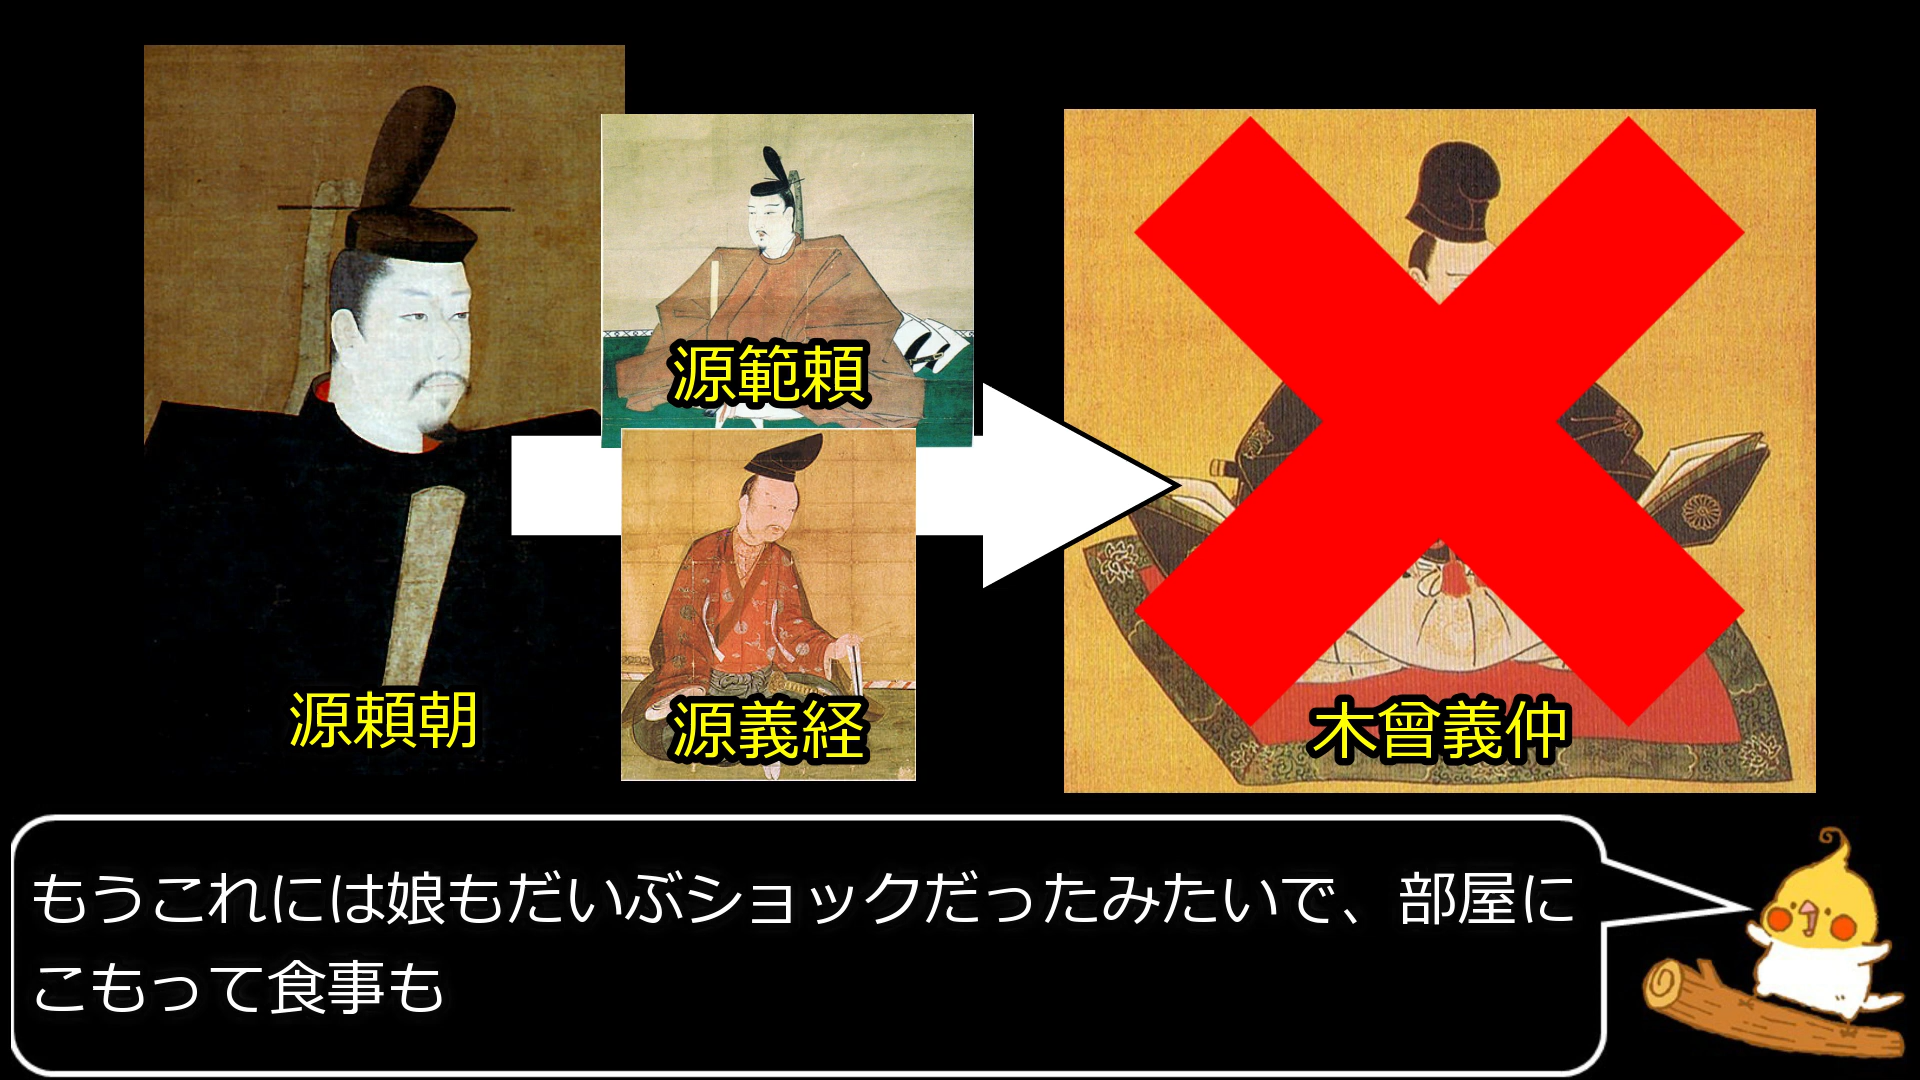 源頼朝
源範頼
源義経
木曾義仲
もうこれには娘もだいぶショックだったみたいで、部屋に
こもって食事も